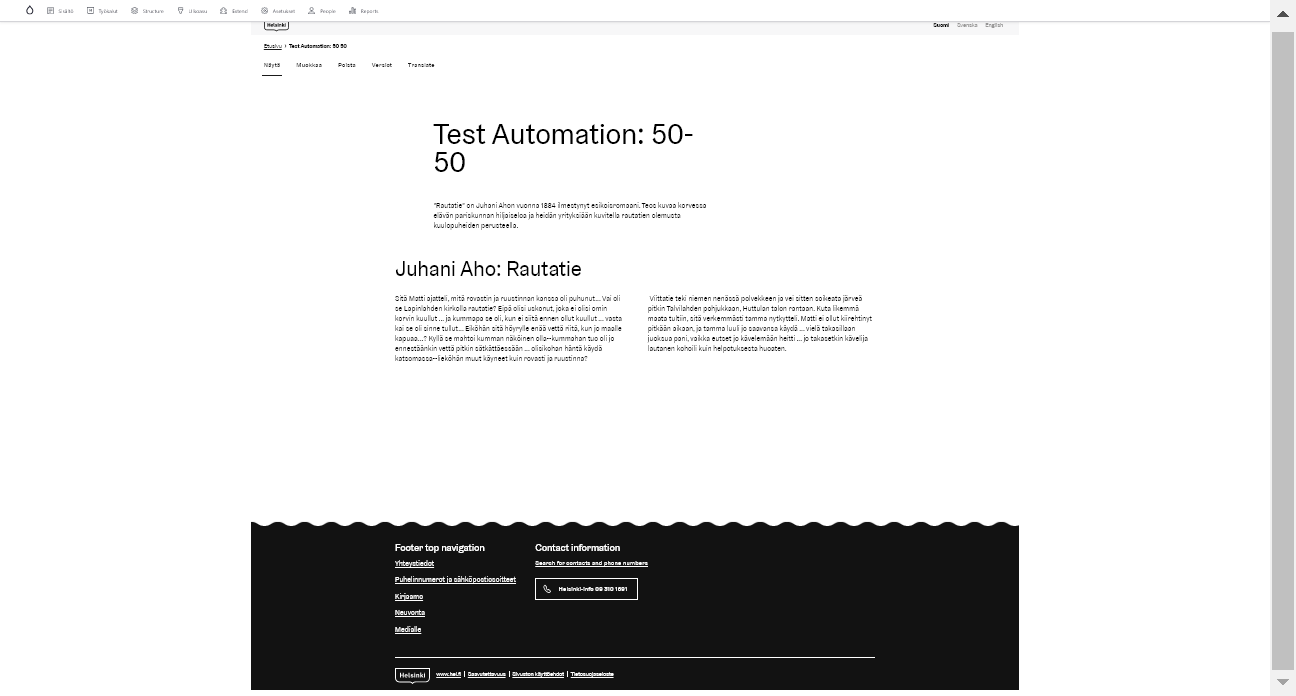 Sisältö Työkalut Structure Ulkoasu Extend Asetukset People Reports
Helsinki Suomi Svenska English
Etusivu › Test Automation: 50 50
Näytä Muokkaa Poista Versiot Translate
Test Automation: 50-
50
"Rautatie" on Juhani Ahon vuonna 1884 ilmestynyt esikoisromaani. Teos kuvaa korvessa
elävän pariskunnan hiljaiseloa ja heidän yrityksiään kuvitella rautatien olemusta
kuulopuheiden perusteella.
Juhani Aho: Rautatie
Sitä Matti ajatteli, mitä rovastin ja ruustinnan kanssa oli puhunut... Vai oli
se Lapinlahden kirkolla rautatie? Eipä olisi uskonut, joka ei olisi omin
korvin kuullut ... ja kummapa se oli, kun ei siitä ennen ollut kuullut ... vasta
kai se oli sinne tullut... Eiköhän sitä höyrylle enää vettä riitä, kun jo maalle
kapuaa...? Kyllä se mahtoi kumman näköinen olla--kummahan tuo oli jo
ennestäänkin vettä pitkin sätkättäessään ... olisikohan häntä käydä
katsomassa--lieköhän muut käyneet kuin rovasti ja ruustinna?
Viittatie teki niemen nenässä polvekkeen ja vei sitten soikeata järveä
pitkin Talvilahden pohjukkaan, Huttulan talon rantaan. Kuta likemmä
maata tultiin, sitä verkemmästi tamma nytkytteli. Matti ei ollut kiirehtinyt
pitkään aikaan, ja tamma luuli jo saavansa käydä ... vielä takasillaan
juoksua pani, vaikka eutset jo kävelemään heitti ... jo takasetkin kävelijä
lautanen kohoili kuin helpotuksesta huoaten.
Footer top navigation
Yhteystiedot
Puhelinnumerot ja sähköpostiosoitteet
Kirjaamo
Neuvonta
Medialle
Contact information
Search for contacts and phone numbers
Helsinki-info 09 310 1691
Helsinki www.hel.fi Saavutettavuus Sivuston käyttöehdot Tietosuojaseloste